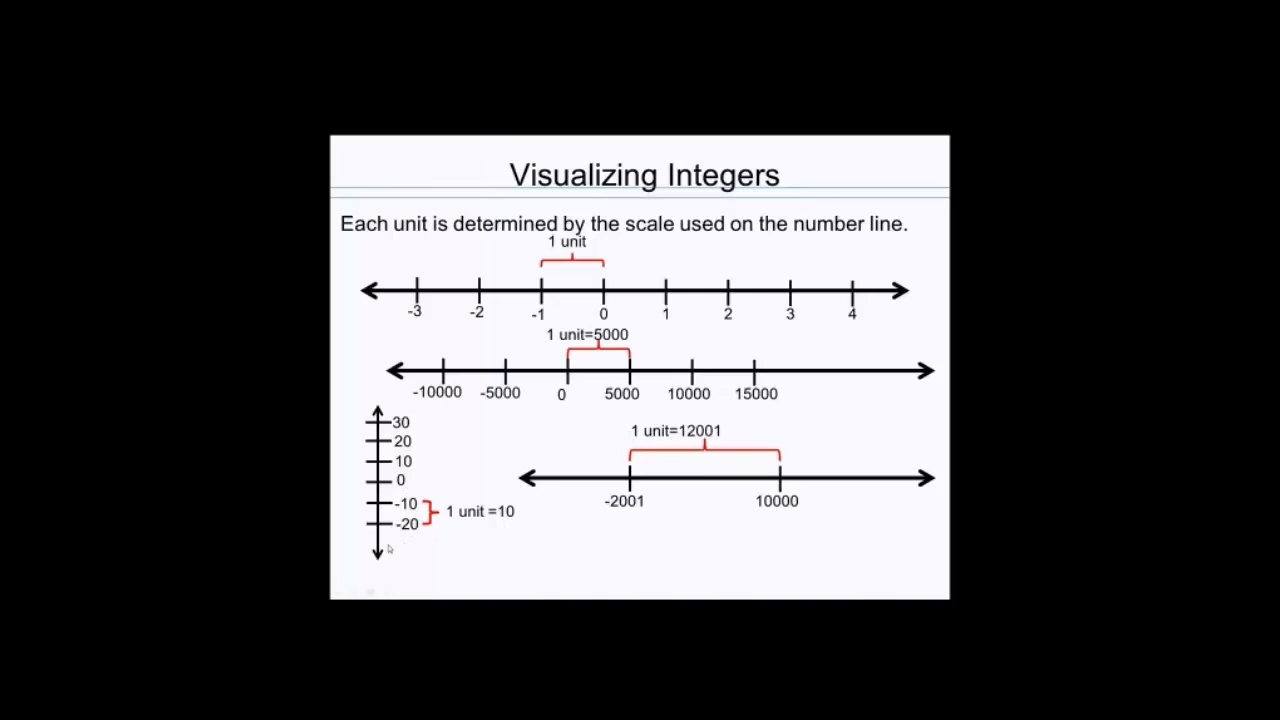 Visualizing Integers
Each unit is determined by the scale used on the number line.
1 unit
-3 -2 -1 0 1 2 3 4
1 unit=5000
-10000 -5000 0 5000 10000 15000
30
20
10
0
-10
-20
1 unit =10
1 unit=12001
-2001 10000